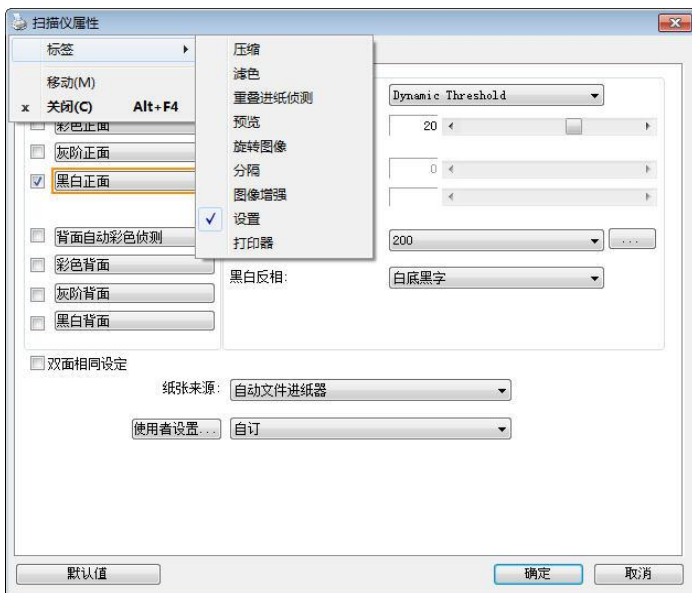 扫描仪属性
标签
移动(M)
x 关闭(C) Alt+F4
压缩
滤色
重叠进纸侦测
预览
旋转图像
分隔
图像增强
设置
打印器
彩色正面
灰阶正面
黑白正面
背面自动彩色侦测
彩色背面
灰阶背面
黑白背面
Dynamic Threshold
20
0
200
...
黑白反相: 白底黑字
双面相同设定
纸张来源: 自动文件进纸器
使用者设置... 自订
默认值 确定 取消